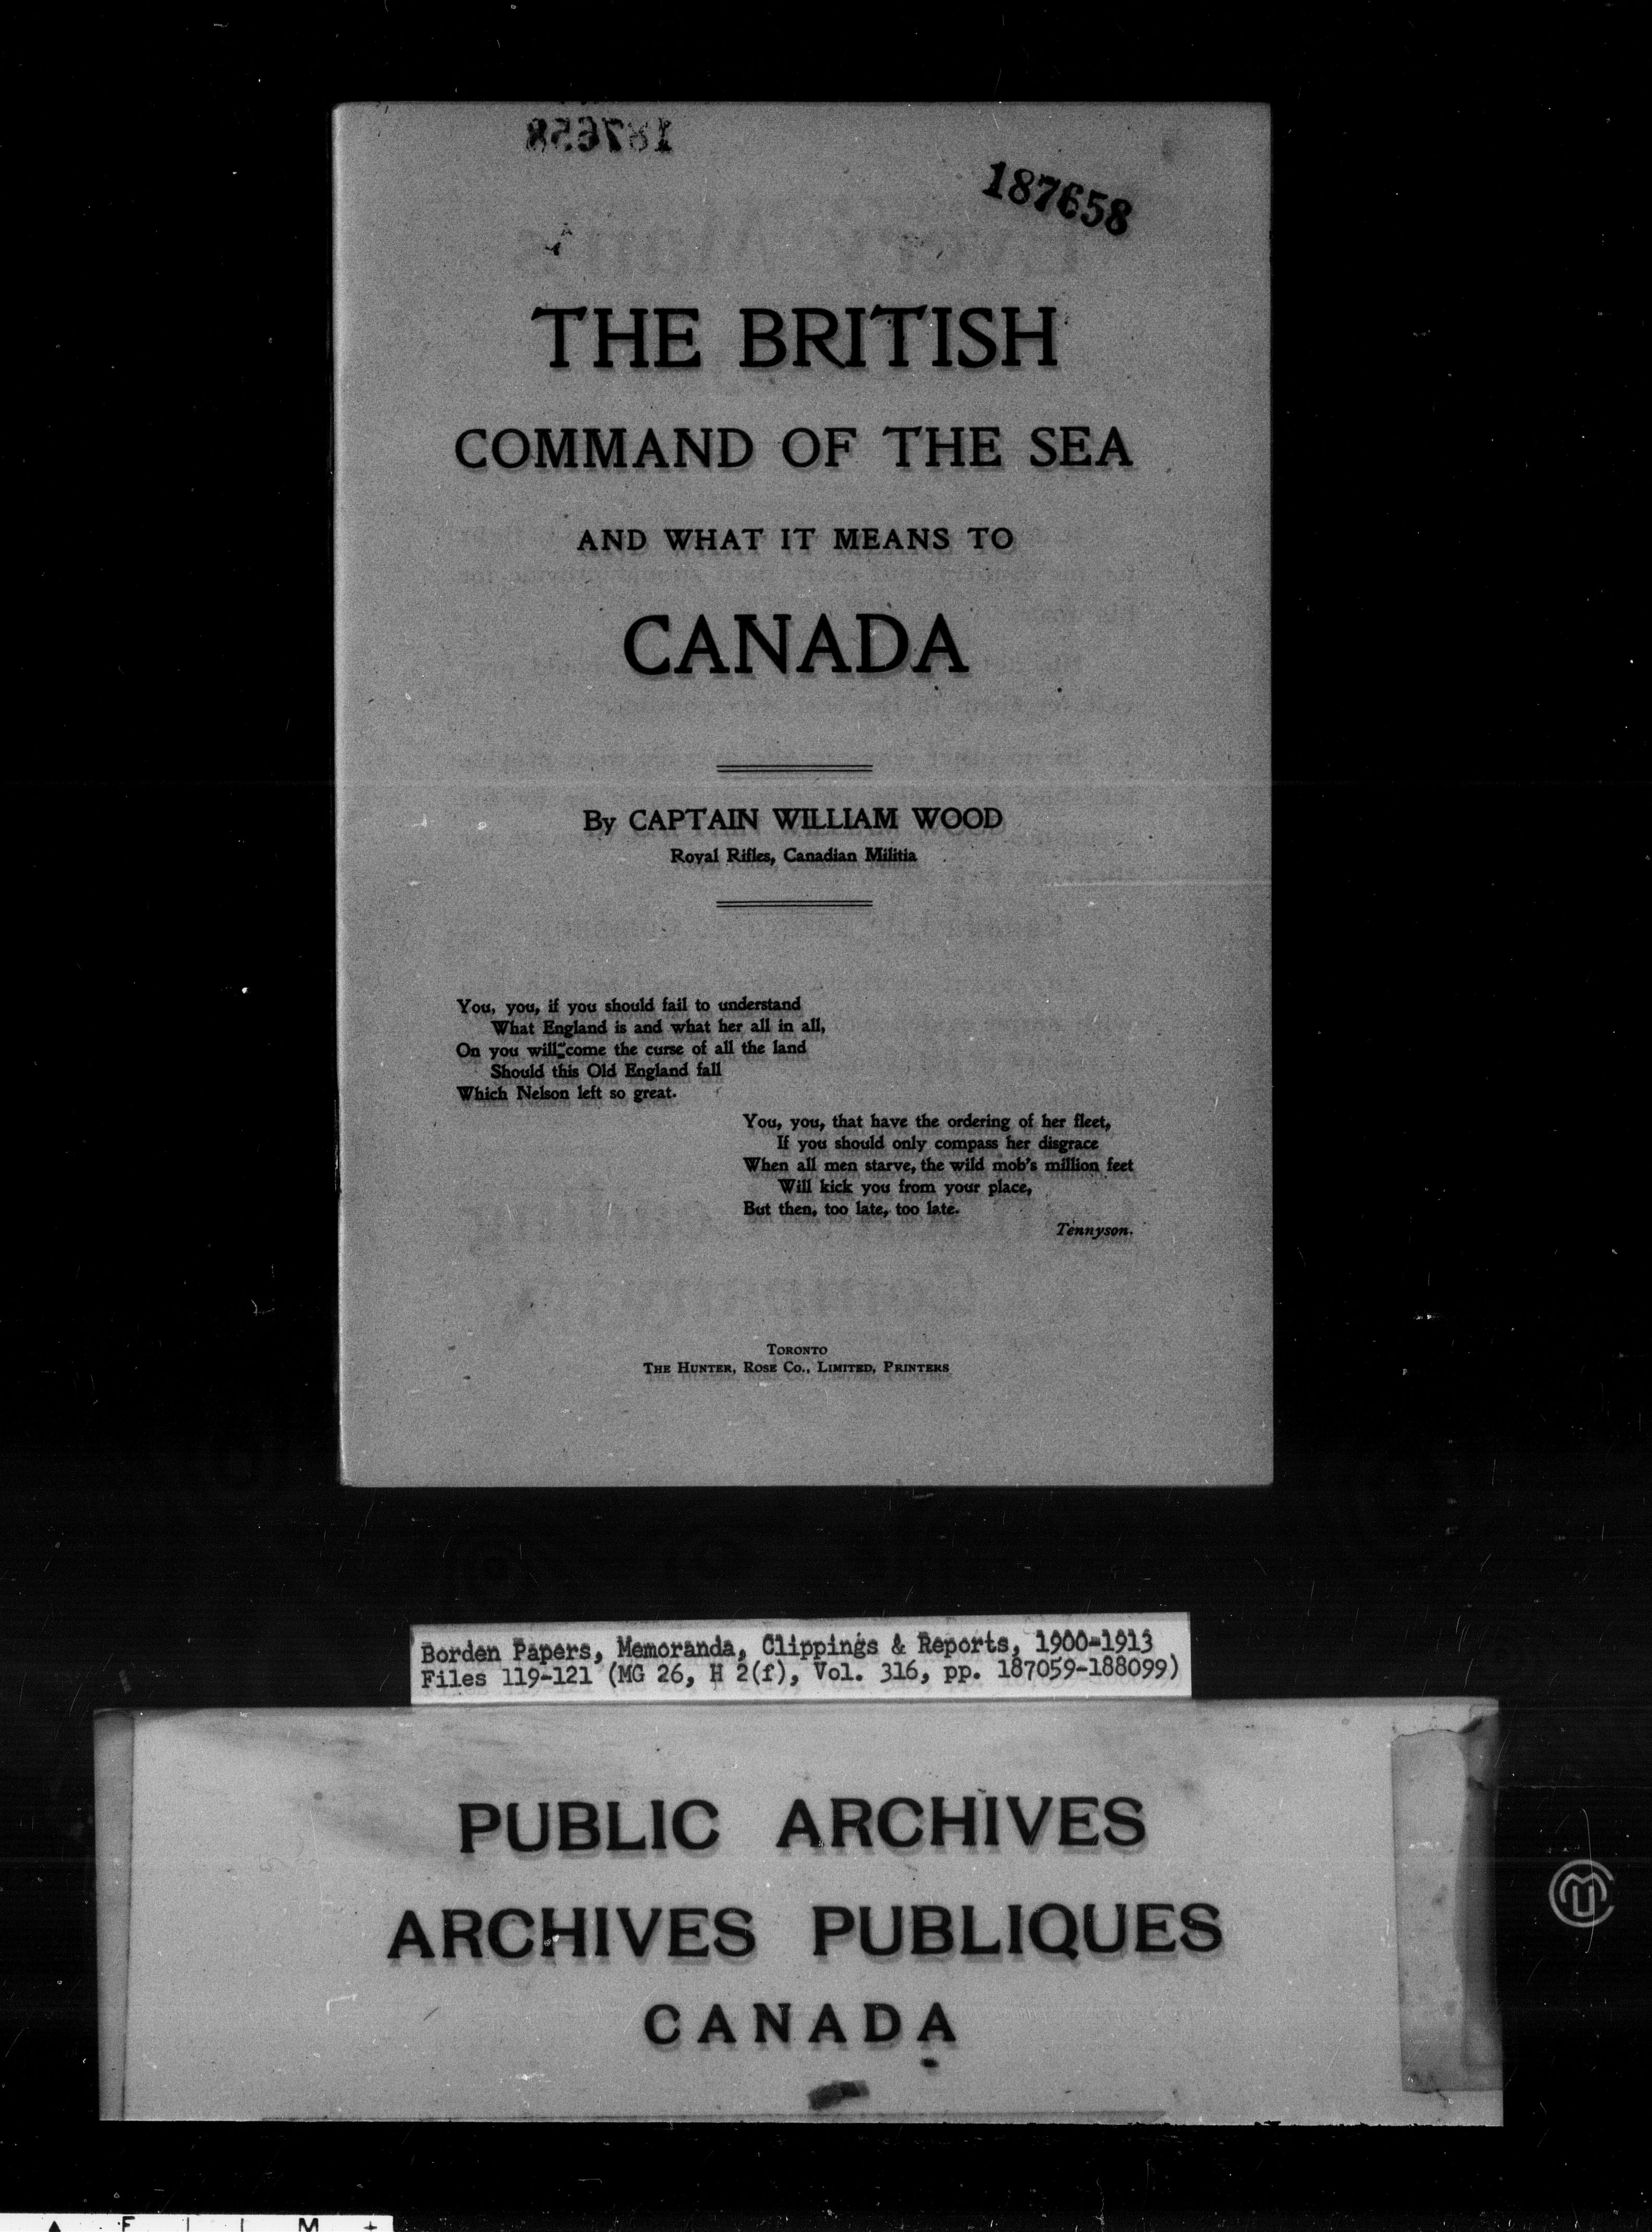 187658
187658
THE BRITISH
COMMAND OF THE SEA
AND WHAT IT MEANS TO
CANADA
By CAPTAIN WILLIAM WOOD
Royal Rifles, Canadian Militia
You, you, if you should fail to understand
What England is and what her all in all,
On you will come the curse of all the land
Should this Old England fall
Which Nelson left so great.
You, you, that have the ordering of her fleet,
If you should only compass her disgrace
When all men starve, the wild mob's million feet
Will kick you from your place,
But then, too late, too late.
Tennyson.
TORONTO
THE HUNTER, ROSE CO., LIMITED, PRINTERS
Borden Papers, Memoranda, Clippings & Reports, 1900-1913
Files 119-121 (MG 26, H 2(f), Vol. 316, pp. 187059-188099)
PUBLIC ARCHIVES
ARCHIVES PUBLIQUES
CANADA